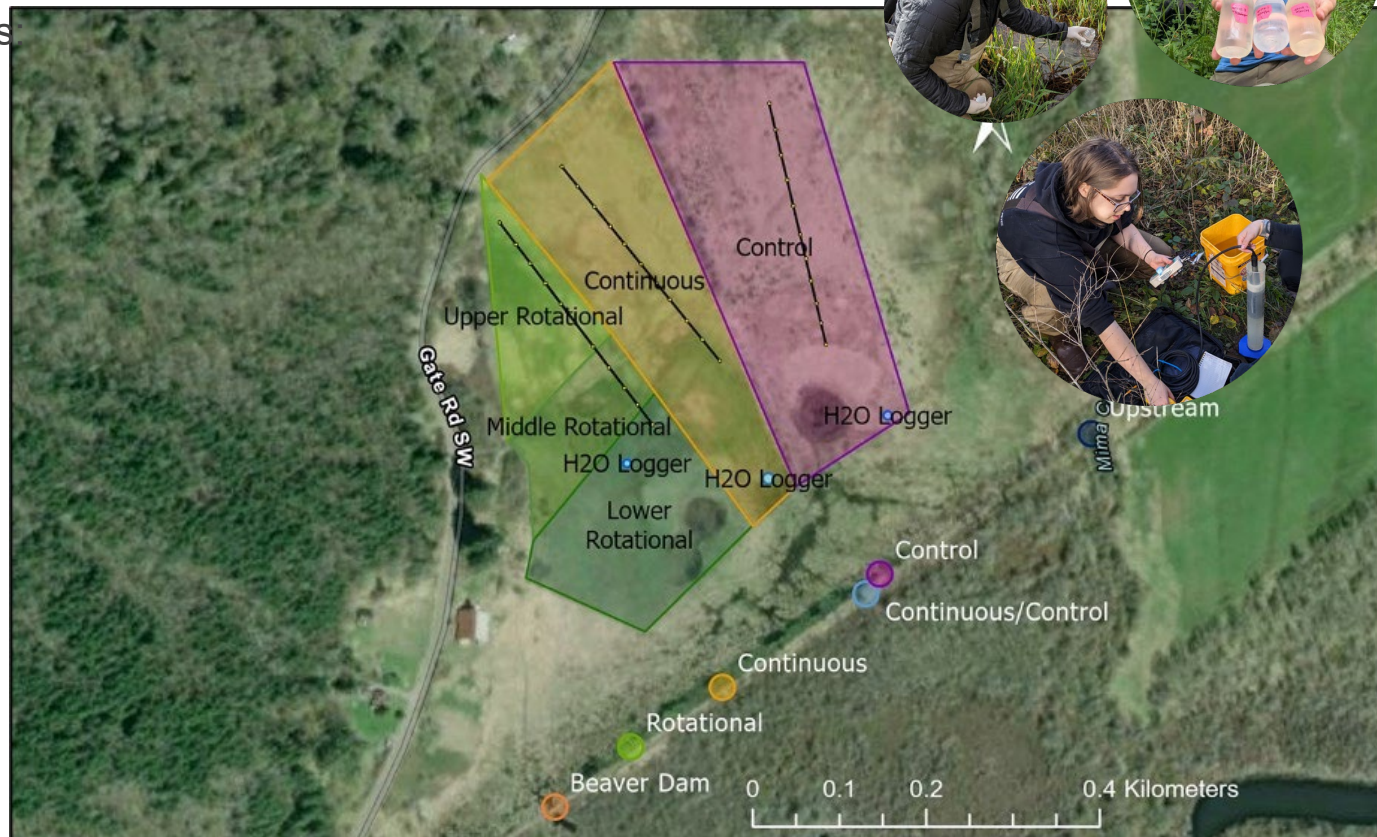 s
Control
Continuous
Upper Rotational
Gate Rd SW
Middle Rotational
H2O Logger
H2O Logger
H2O Logger
Upstream
Mima C
Lower
Rotational
Control
Continuous/Control
Continuous
Rotational
Beaver Dam
0 0.1 0.2 0.4 Kilometers